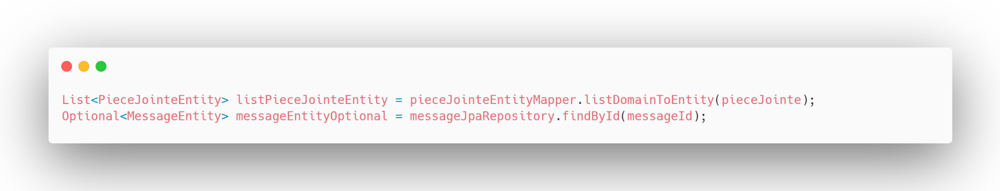 List<PieceJointeEntity> listPieceJointeEntity = pieceJointeEntityMapper.listDomainToEntity(pieceJointe);
Optional<MessageEntity> messageEntityOptional = messageJpaRepository.findById(messageId);